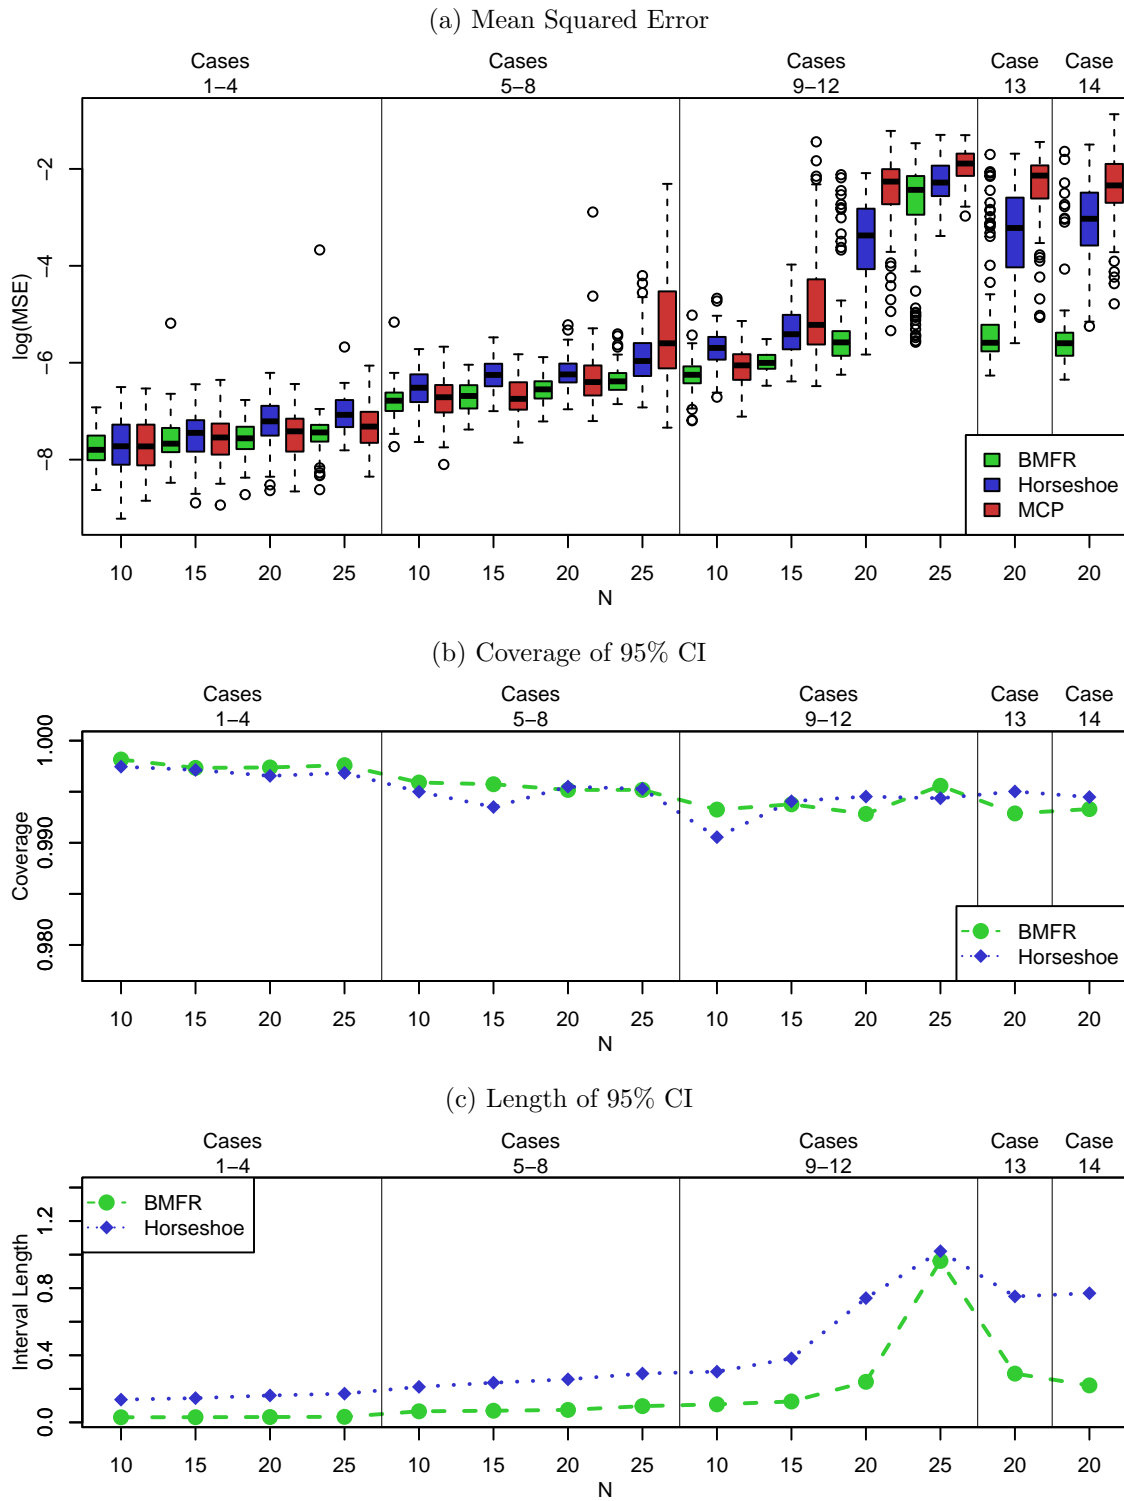 (a) Mean Squared Error
Cases Cases Cases Case Case
1−4 5−8 9−12 13 14
log(MSE)
−2
−4
−6
−8
BMFR
Horseshoe
MCP
10 15 20 25 10 15 20 25 10 15 20 25 20 20
N
(b) Coverage of 95% CI
Cases Cases Cases Case Case
1−4 5−8 9−12 13 14
Coverage
1.000
0.990
0.980
BMFR
Horseshoe
10 15 20 25 10 15 20 25 10 15 20 25 20 20
N
(c) Length of 95% CI
Cases Cases Cases Case Case
1−4 5−8 9−12 13 14
BMFR
Horseshoe
Interval Length
1.2
0.8
0.4
0.0
10 15 20 25 10 15 20 25 10 15 20 25 20 20
N